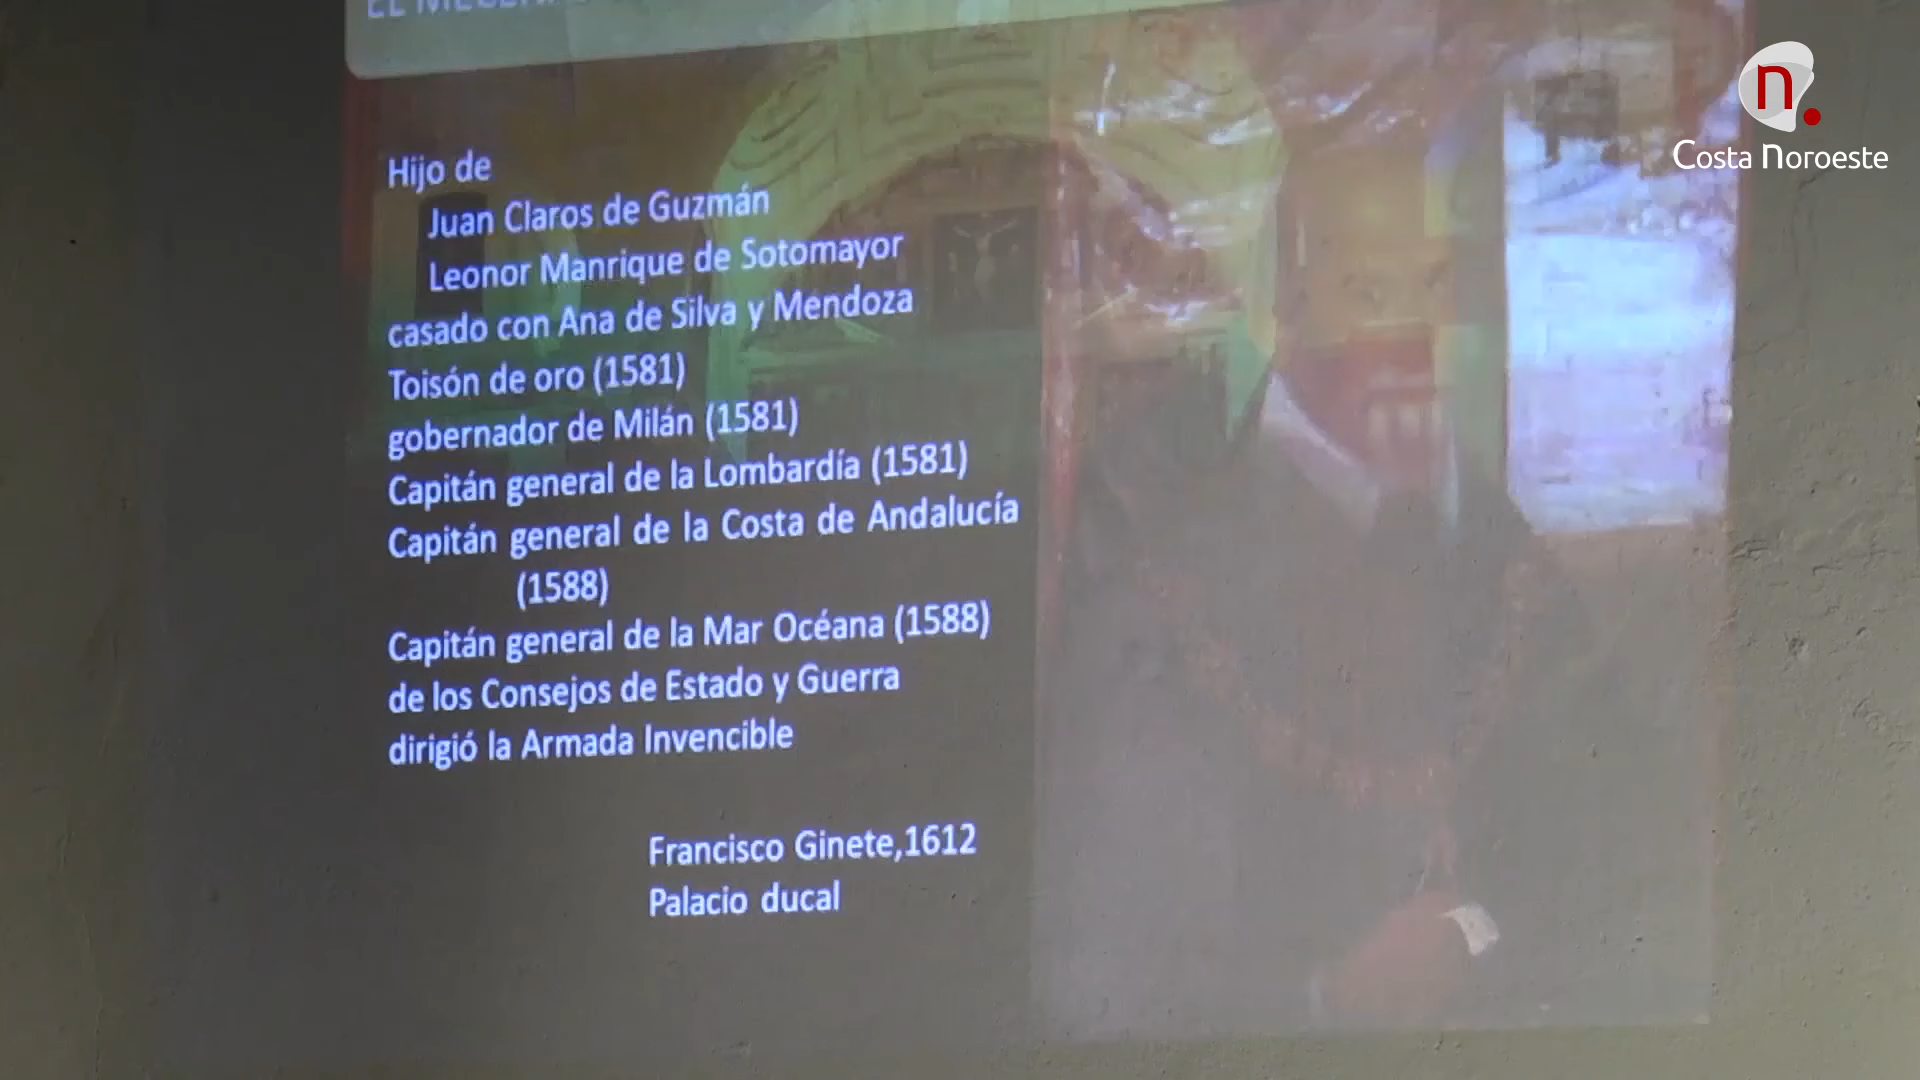 n.
Costa noroeste
Hijo de
Juan Claros de Guzmán
Leonor Manrique de Sotomayor
casado con Ana de Silva y Mendoza
Toisón de oro (1581)
gobernador de Milán (1581)
Capitán general de la Lombardía (1581)
Capitán general de la Costa de Andalucía
(1588)
Capitán general de la Mar Océana (1588)
de los Consejos de Estado y Guerra
dirigió la Armada Invencible
Francisco Ginete,1612
Palacio ducal